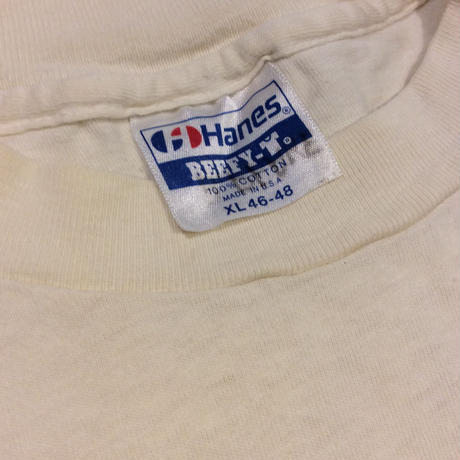 Hanes®
BEEFY-T®
100% COTTON
MADE IN U.S.A.
XL 46-48